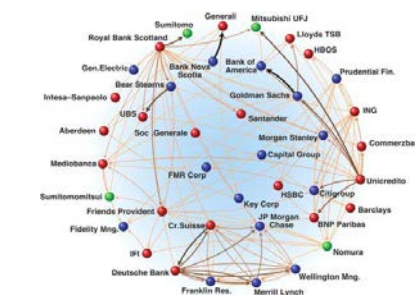 Generali
Sumitomo
Mitsubishi UFJ
Royal Bank Scotland
Lloyde TSB
HBOS
Gen.Electric
Bank Nova
Scotia
Bank of
America
Prudential Fin.
Bear Stearns
Goldman Sachs
Intesa-Sanpaolo
UBS
Santander
ING
Aberdeen
Soc.Generale
Morgan Stanley
Commerzba
Mediobanca
Capital Group
FMR Corp
Unicredito
Sumitomomitsui
HSBC
Citigroup
Key Corp
Friends Provident
Barclays
Fidelity Mng.
Cr.Suisse
JP Morgan
Chase
BNP Paribas
IFI
Nomura
Deutsche Bank
Wellington Mng.
Franklin Res.
Merrill Lynch